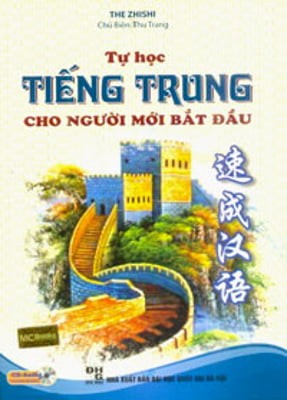 THE ZHISHI
Chủ Biên: Thu Trang
Tự học
TIẾNG TRUNG
CHO NGƯỜI MỚI BẮT ĐẦU
速成汉语
MCBooks
NHÀ XUẤT BẢN ĐẠI HỌC QUỐC GIA HÀ NỘI